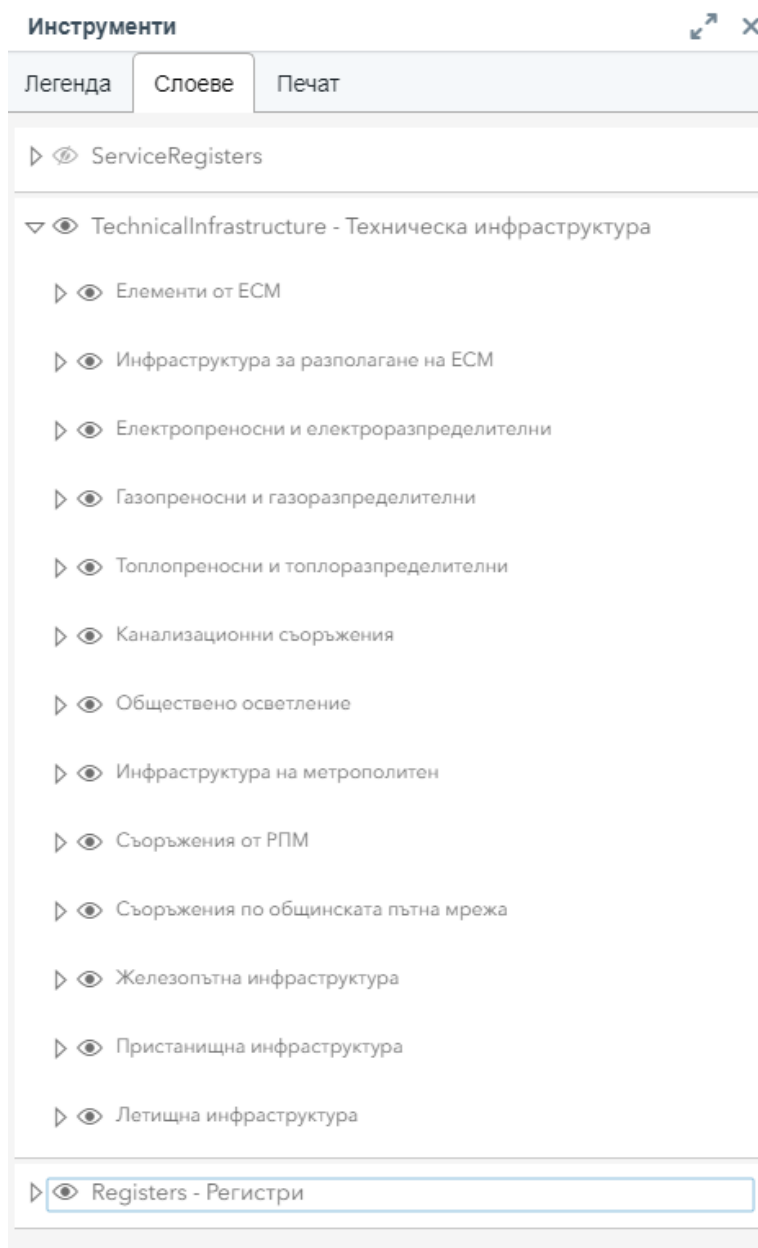 Инструменти
Легенда Слоеве Печат
ServiceRegisters
TechnicalInfrastructure - Техническа инфраструктура
Елементи от ЕСМ
Инфраструктура за разполагане на ЕСМ
Електропреносни и електроразпределителни
Газопреносни и газоразпределителни
Топлопреносни и топлоразпределителни
Канализационни съоръжения
Обществено осветление
Инфраструктура на метрополитен
Съоръжения от РПМ
Съоръжения по общинската пътна мрежа
Железопътна инфраструктура
Пристанищна инфраструктура
Летищна инфраструктура
Registers - Регистри